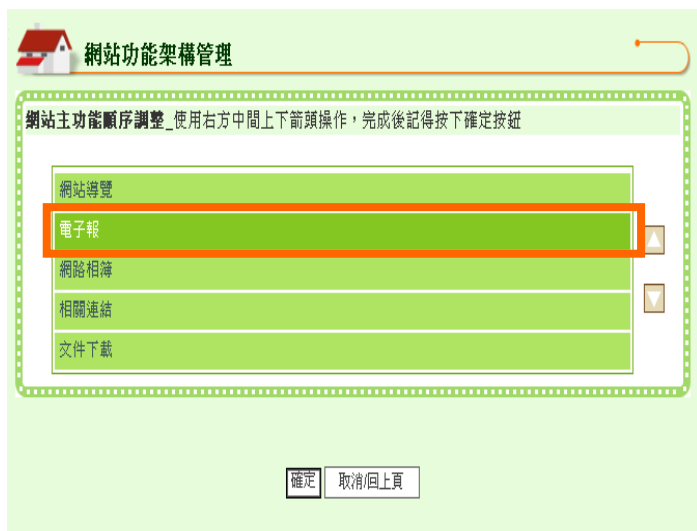 網站功能架構管理
網站主功能順序調整_使用右方中間上下箭頭操作，完成後記得按下確定按鈕
網站導覽
電子報
網路相簿
相關連結
文件下載
確定 取消/回上頁